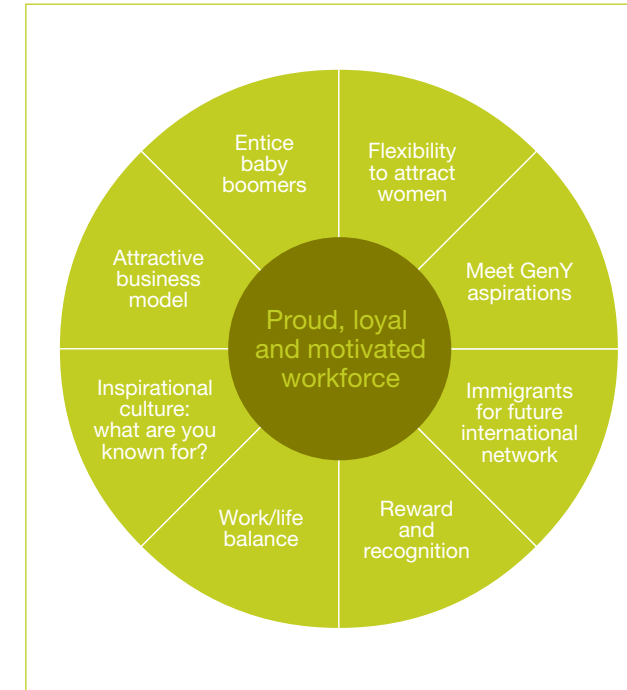 Entice
baby
boomers
Flexibility
to attract
women
Attractive
business
model
Meet GenY
aspirations
Proud, loyal
and motivated
workforce
Inspirational
culture:
what are you
known for?
Immigrants
for future
international
network
Work/life
balance
Reward
and
recognition